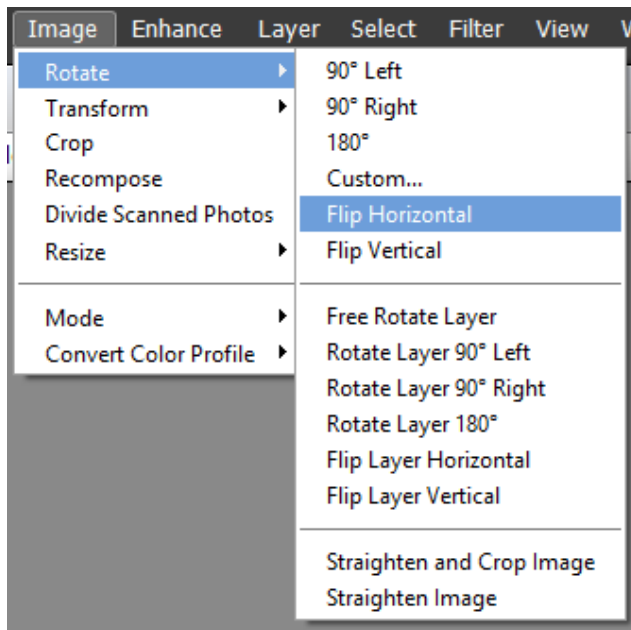 Image Enhance Layer Select Filter View
Rotate
Transform
Crop
Recompose
Divide Scanned Photos
Resize
Mode
Convert Color Profile
90° Left
90° Right
180°
Custom...
Flip Horizontal
Flip Vertical
Free Rotate Layer
Rotate Layer 90° Left
Rotate Layer 90° Right
Rotate Layer 180°
Flip Layer Horizontal
Flip Layer Vertical
Straighten and Crop Image
Straighten Image